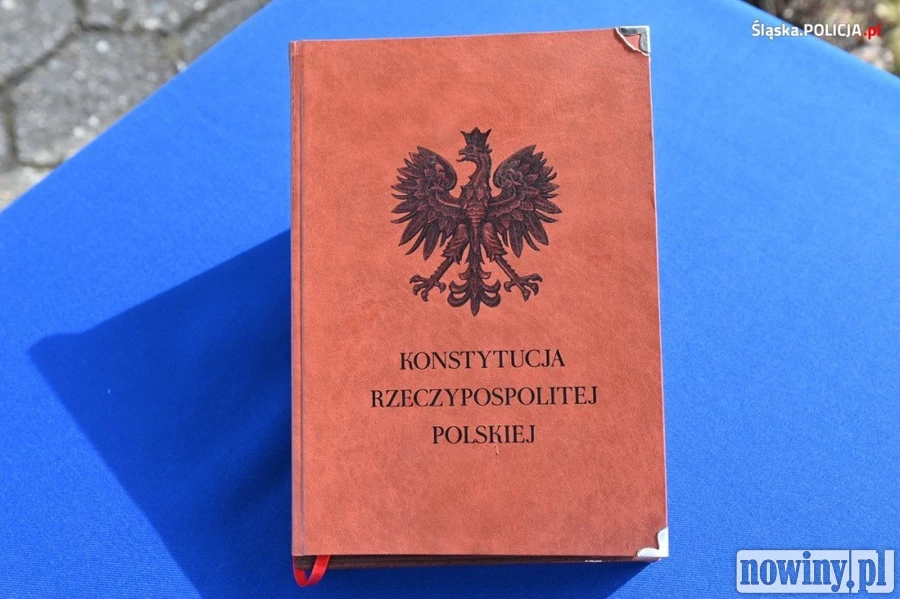 Śląska.POLICJA.pl
KONSTYTUCJA
RZECZYPOSPOLITEJ
POLSKIEJ
nowiny.pl